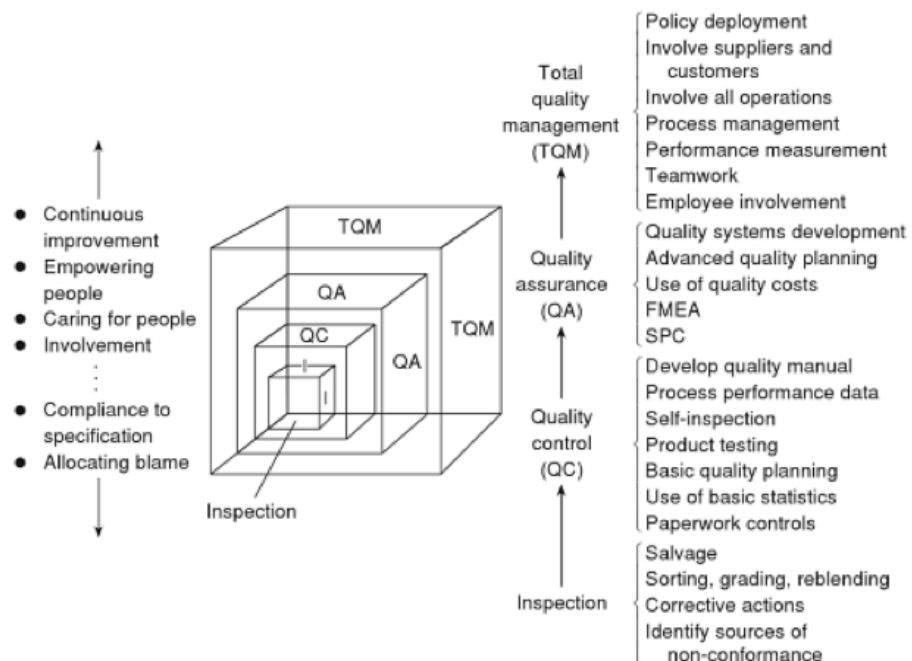 Continuous
improvement
Empowering
people
Caring for people
Involvement
Compliance to
specification
Allocating blame
TQM
TQM
QA
QA
QC
I
I
Inspection
Total
quality
management
(TQM)
Quality
assurance
(QA)
Quality
control
(QC)
Inspection
Policy deployment
Involve suppliers and
customers
Involve all operations
Process management
Performance measurement
Teamwork
Employee involvement
Quality systems development
Advanced quality planning
Use of quality costs
FMEA
SPC
Develop quality manual
Process performance data
Self-inspection
Product testing
Basic quality planning
Use of basic statistics
Paperwork controls
Salvage
Sorting, grading, reblending
Corrective actions
Identify sources of
non-conformance